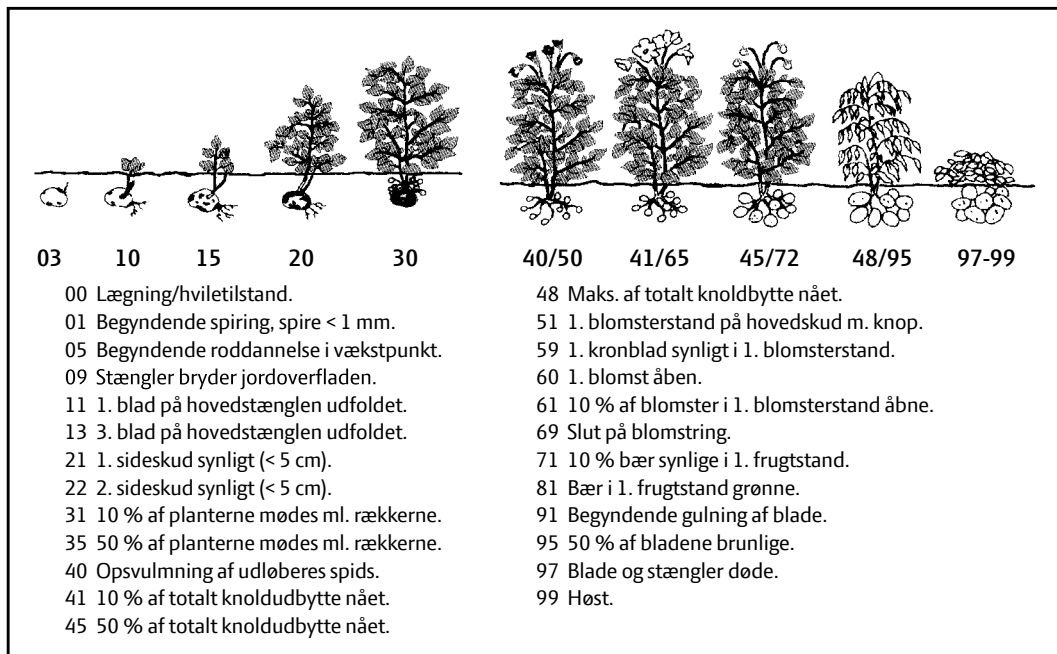 03 10 15 20 30 40/50 41/65 45/72 48/95 97-99
00 Lægning/hviletilstand.
01 Begyndende spiring, spire < 1 mm.
05 Begyndende roddannelse i vækstpunkt.
09 Stængler bryder jordoverfladen.
11 1. blad på hovedstænglen udfoldet.
13 3. blad på hovedstænglen udfoldet.
21 1. sideskud synligt (< 5 cm).
22 2. sideskud synligt (< 5 cm).
31 10 % af planterne mødes ml. rækkerne.
35 50 % af planterne mødes ml. rækkerne.
40 Opsvulmning af udløberes spids.
41 10 % af totalt knoldudbytte nået.
45 50 % af totalt knoldudbytte nået.
48 Maks. af totalt knoldbytte nået.
51 1. blomsterstand på hovedskud m. knop.
59 1. kronblad synligt i 1. blomsterstand.
60 1. blomst åben.
61 10 % af blomster i 1. blomsterstand åbne.
69 Slut på blomstring.
71 10 % bær synlige i 1. frugtstand.
81 Bær i 1. frugtstand grønne.
91 Begyndende gulning af blade.
95 50 % af bladene brunlige.
97 Blade og stængler døde.
99 Høst.